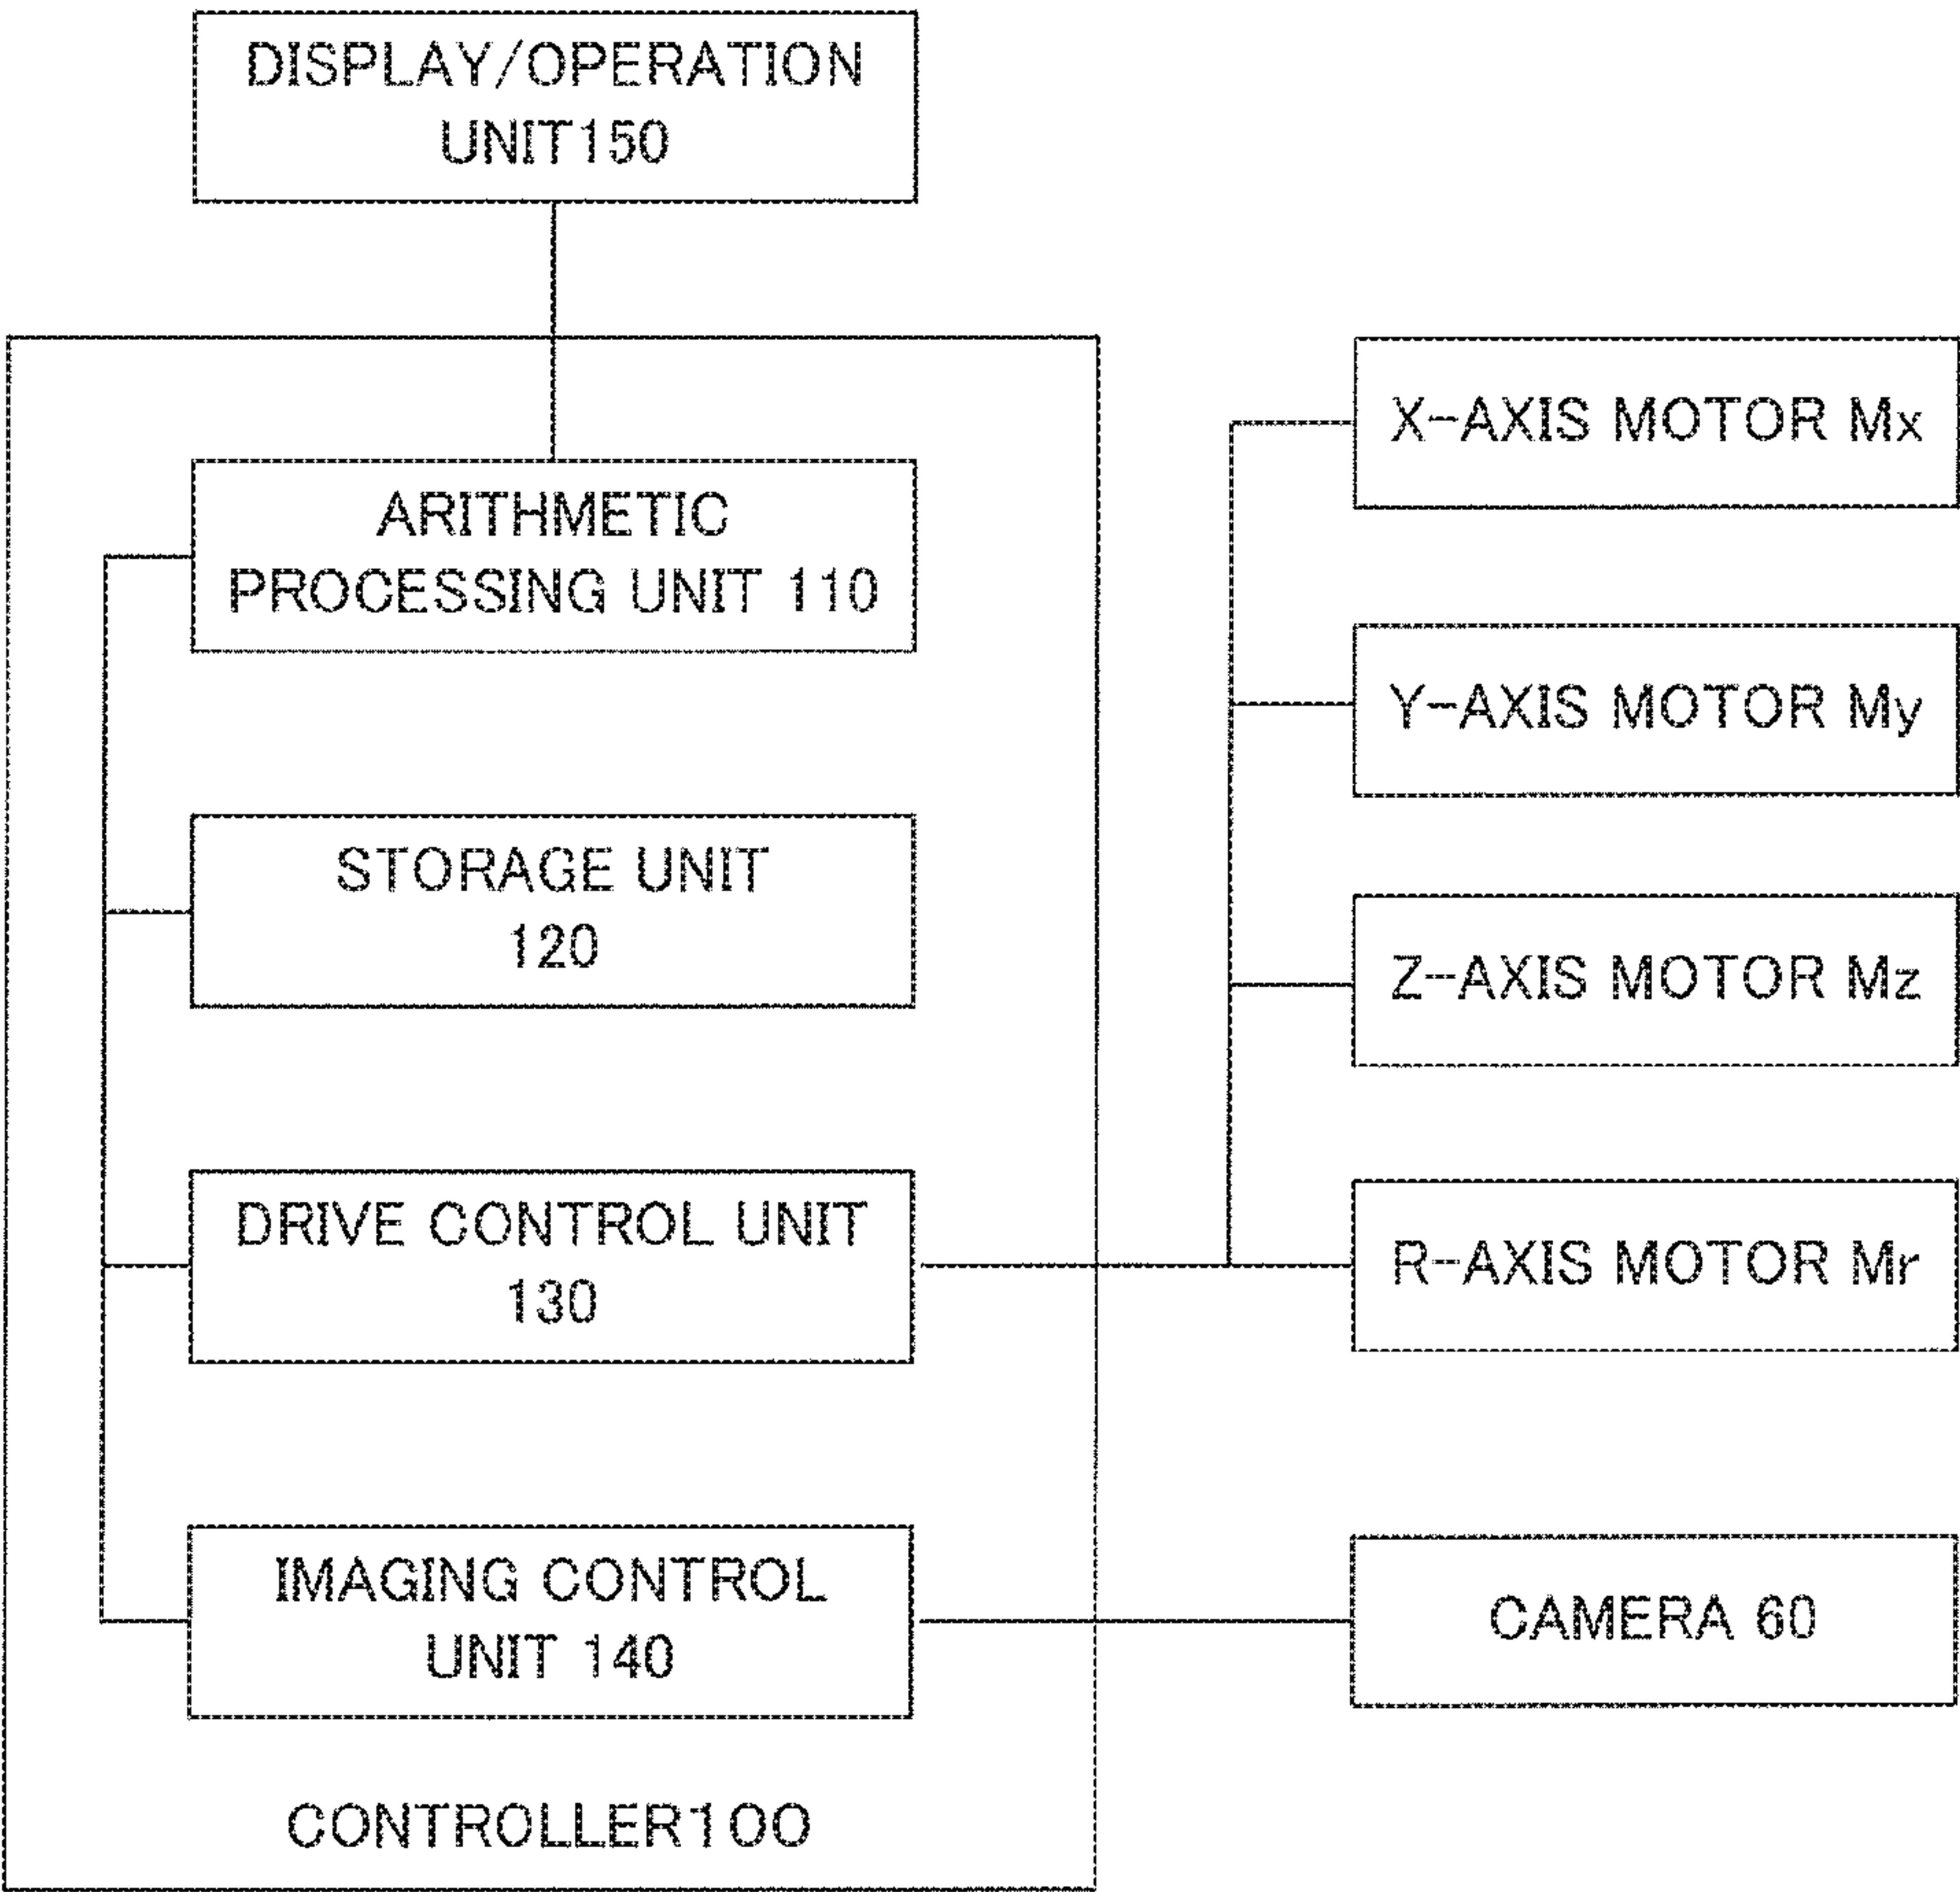 DISPLAY/OPERATION
UNIT150
ARITHMETIC
PROCESSING UNIT 110
STORAGE UNIT
120
DRIVE CONTROL UNIT
130
IMAGING CONTROL
UNIT 140
CONTROLLER100
X-AXIS MOTOR Mx
Y-AXIS MOTOR My
Z-AXIS MOTOR Mz
R-AXIS MOTOR Mr
CAMERA 60